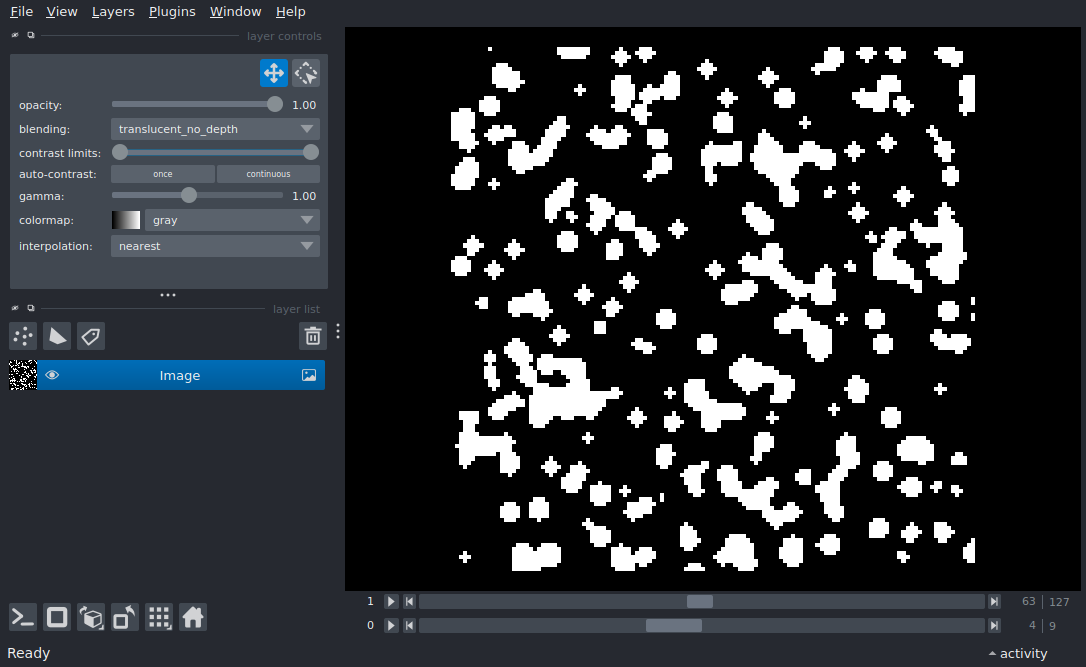 File View Layers Plugins Window Help
layer controls
opacity: 1.00
blending: translucent_no_depth
contrast limits:
auto-contrast: once continuous
gamma: 1.00
colormap: gray
interpolation: nearest
layer list
Image
1 63 127
0 4 9
Ready activity